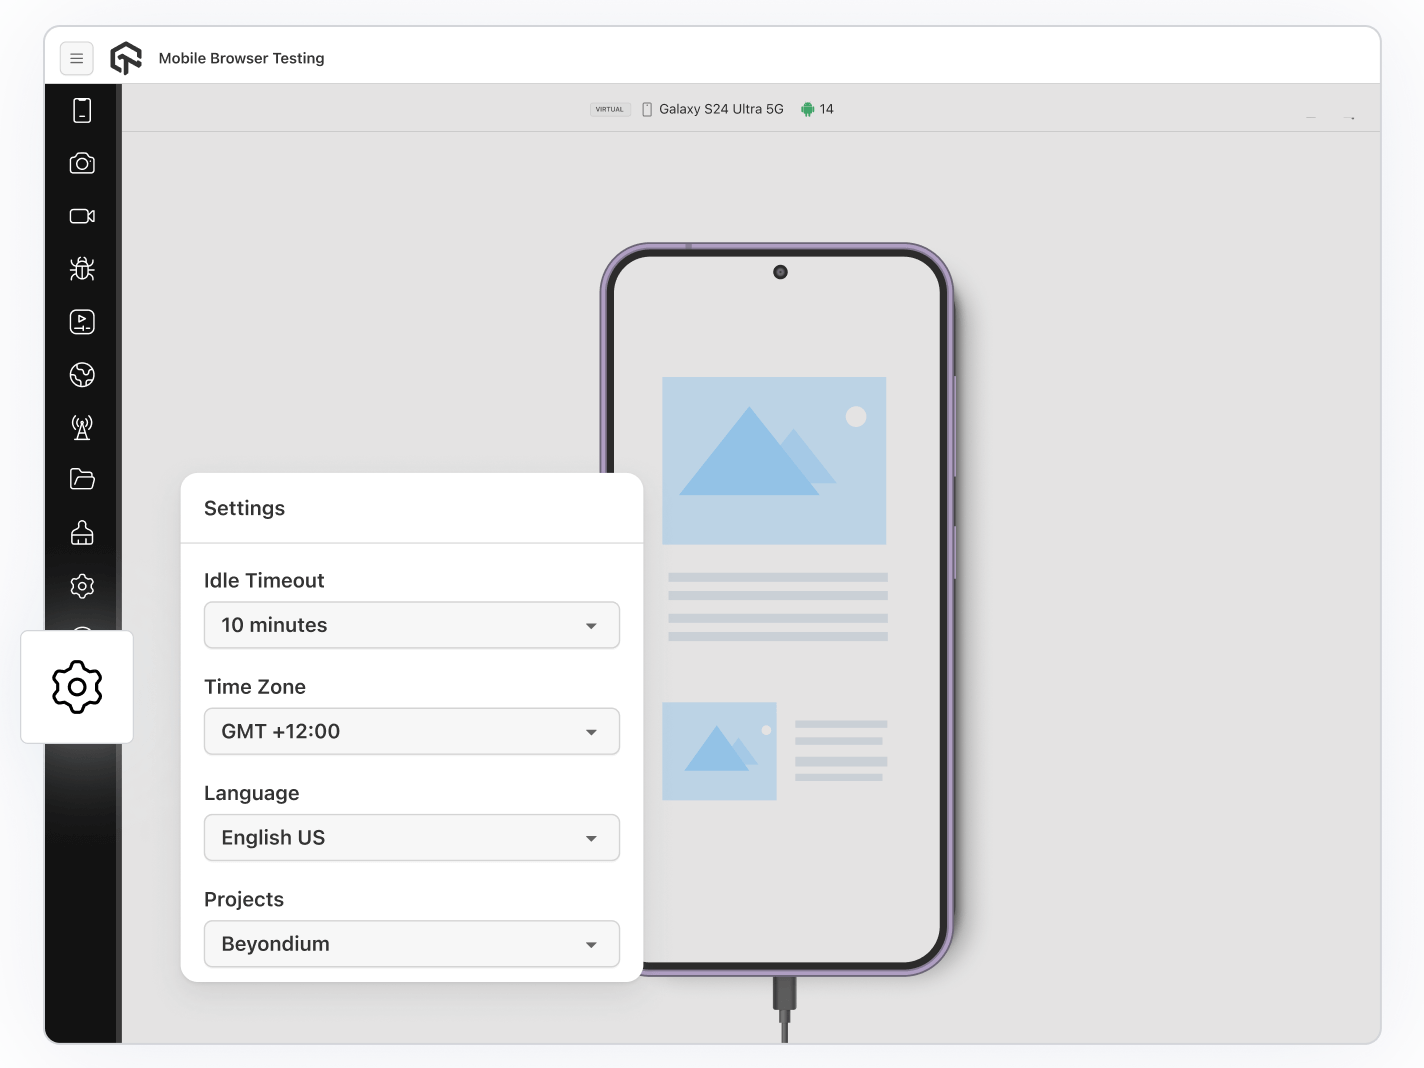 Mobile Browser Testing
VIRTUAL Galaxy S24 Ultra 5G 14
Settings
Idle Timeout
10 minutes
Time Zone
GMT +12:00
Language
English US
Projects
Beyondium